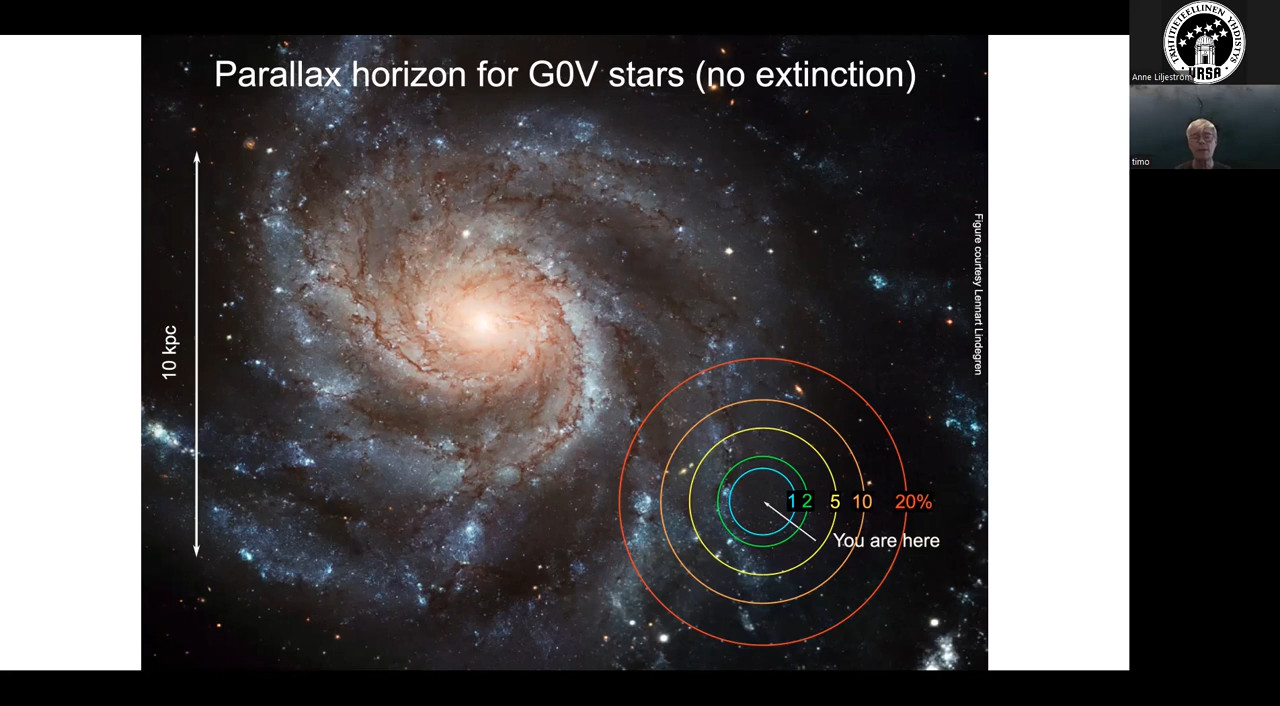 Parallax horizon for G0V stars (no extinction)
10 kpc
Figure courtesy Lennart Lindegren
1 2 5 10 20%
You are here
TÄHTITIETEELLINEN YHDISTYS
URSA
Anne Liljeström
timo